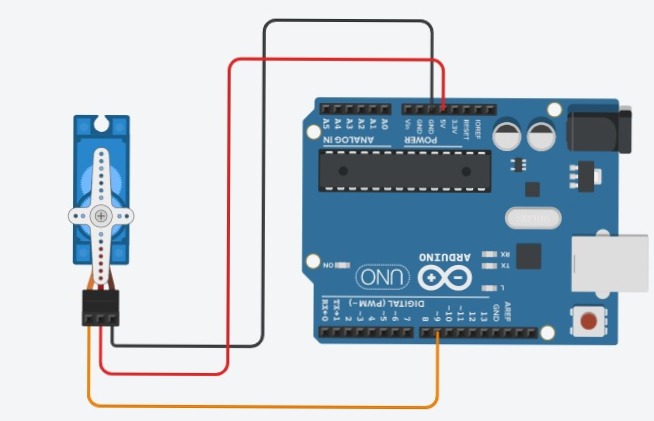 A5 A4 A3 A2 A1 A0
Vin GND GND 5V 3.3V RESET IOREF
ANALOG IN
POWER
ARDUINO
UNO
ON
RX
TX
L
DIGITAL (PWM~)
RX←0 TX→1 2 ~3 4 ~5 ~6 7 8 ~9 ~10 ~11 12 13 GND AREF